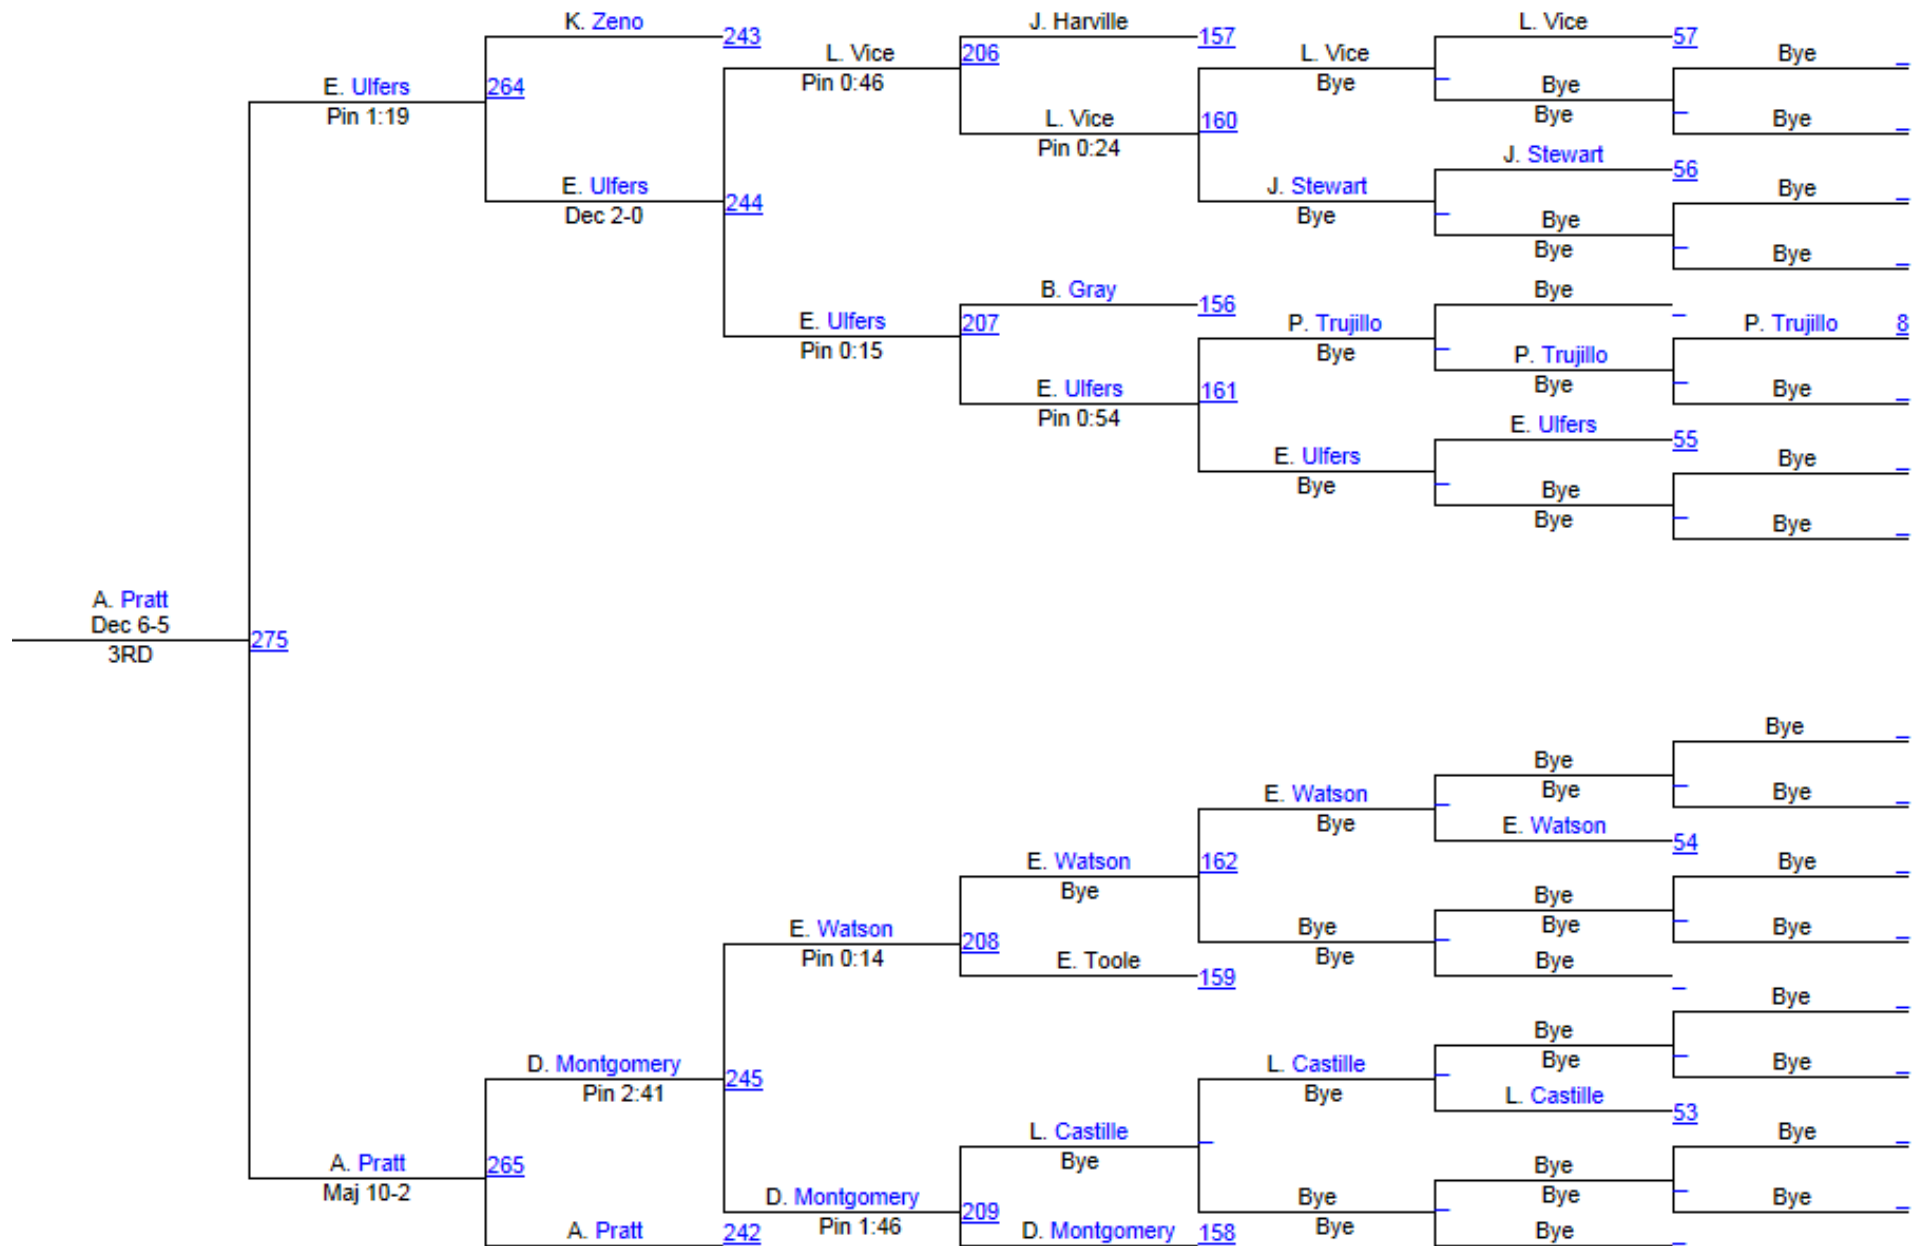 K. Zeno
243
E. Ulfers
Pin 1:19
264
E. Ulfers
Dec 2-0
244
L. Vice
Pin 0:46
206
J. Harville
157
L. Vice
Pin 0:24
160
L. Vice
Bye
L. Vice
57
Bye
Bye
Bye
Bye
J. Stewart
Bye
J. Stewart
56
Bye
Bye
Bye
Bye
E. Ulfers
Pin 0:15
207
B. Gray
156
E. Ulfers
Pin 0:54
161
P. Trujillo
Bye
Bye
P. Trujillo
Bye
P. Trujillo
8
Bye
E. Ulfers
Bye
E. Ulfers
55
Bye
Bye
Bye
Bye
A. Pratt
Dec 6-5
3RD
275
Bye
Bye
Bye
Bye
E. Watson
Bye
E. Watson
54
E. Watson
Bye
162
Bye
Bye
Bye
Bye
Bye
Bye
Bye
E. Watson
Pin 0:14
208
E. Toole
159
D. Montgomery
Pin 2:41
245
L. Castille
Bye
L. Castille
Bye
Bye
Bye
Bye
Bye
L. Castille
53
Bye
Bye
Bye
Bye
Bye
Bye
Bye
A. Pratt
Maj 10-2
265
A. Pratt
242
D. Montgomery
Pin 1:46
209
D. Montgomery
158